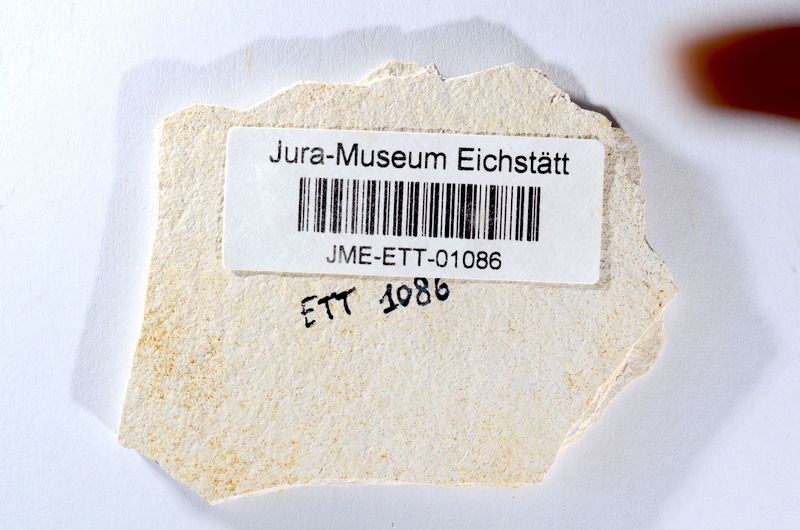 Jura-Museum Eichstätt
JME-ETT-01086
ETT 1086